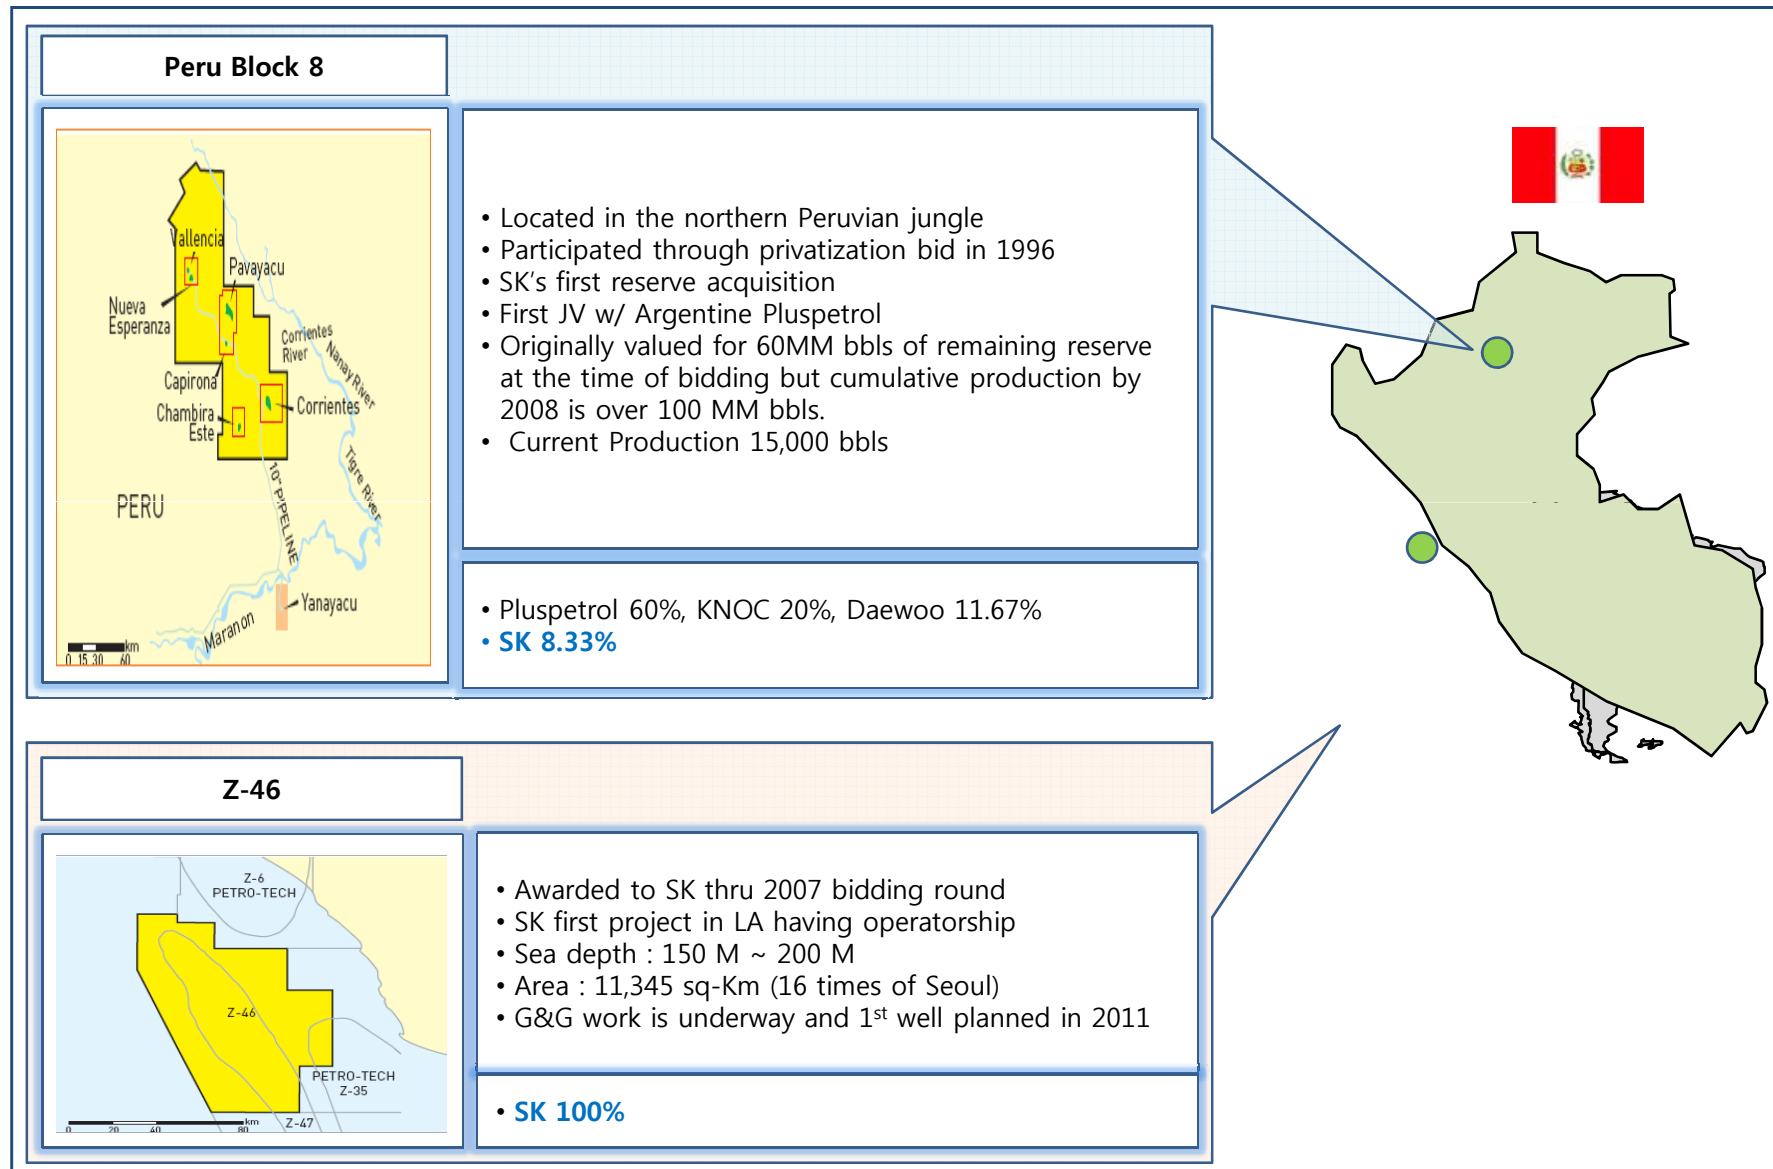 Peru Block 8
Vallencia
Pavayacu
Nueva
Esperanza
Corrientes
River
Nanay River
Capirona
Chambira
Este
Corrientes
Tigre River
10" PIPELINE
PERU
Yanayacu
Maranon
km
0 15 30 60
• Located in the northern Peruvian jungle
• Participated through privatization bid in 1996
• SK's first reserve acquisition
• First JV w/ Argentine Pluspetrol
• Originally valued for 60MM bbls of remaining reserve
at the time of bidding but cumulative production by
2008 is over 100 MM bbls.
• Current Production 15,000 bbls
• Pluspetrol 60%, KNOC 20%, Daewoo 11.67%
• SK 8.33%
Z-46
Z-6
PETRO-TECH
Z-46
PETRO-TECH
Z-35
Z-47
km
0 20 40 80
• Awarded to SK thru 2007 bidding round
• SK first project in LA having operatorship
• Sea depth : 150 M ~ 200 M
• Area : 11,345 sq-Km (16 times of Seoul)
• G&G work is underway and 1st well planned in 2011
• SK 100%